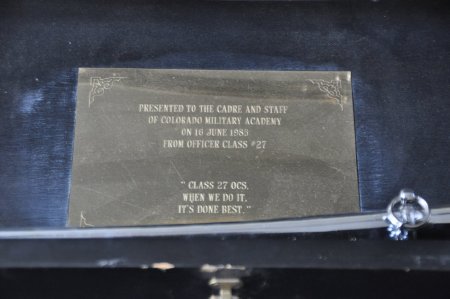 PRESENTED TO THE CADRE AND STAFF
OF COLORADO MILITARY ACADEMY
ON 16 JUNE 1983
FROM OFFICER CLASS #27
" CLASS 27 OCS,
WHEN WE DO IT,
IT'S DONE BEST. "